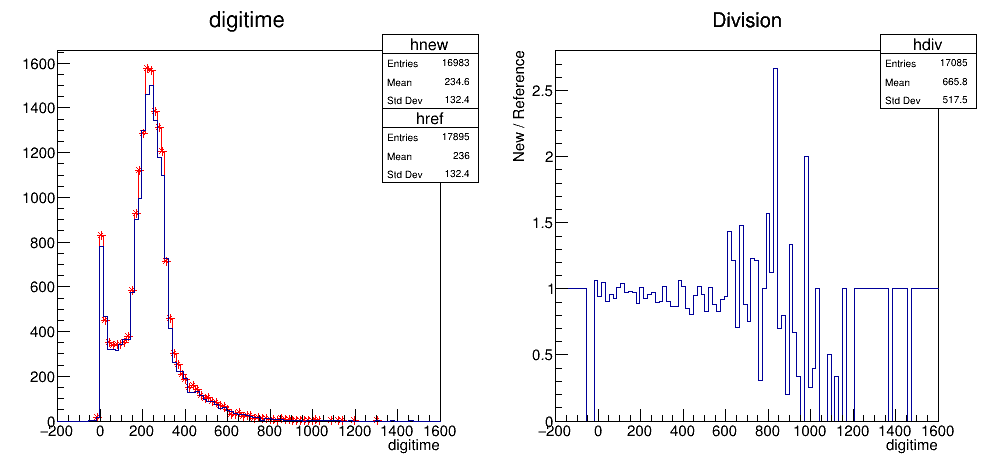 digitime
hnew
Entries 16983
Mean 234.6
Std Dev 132.4
href
Entries 17895
Mean 236
Std Dev 132.4
1600
1400
1200
1000
800
600
400
200
0
−200 0 200 400 600 800 1000 1200 1400 1600
digitime
Division
hdiv
Entries 17085
Mean 665.8
Std Dev 517.5
New / Reference
2.5
2
1.5
1
0.5
0
−200 0 200 400 600 800 1000 1200 1400 1600
digitime